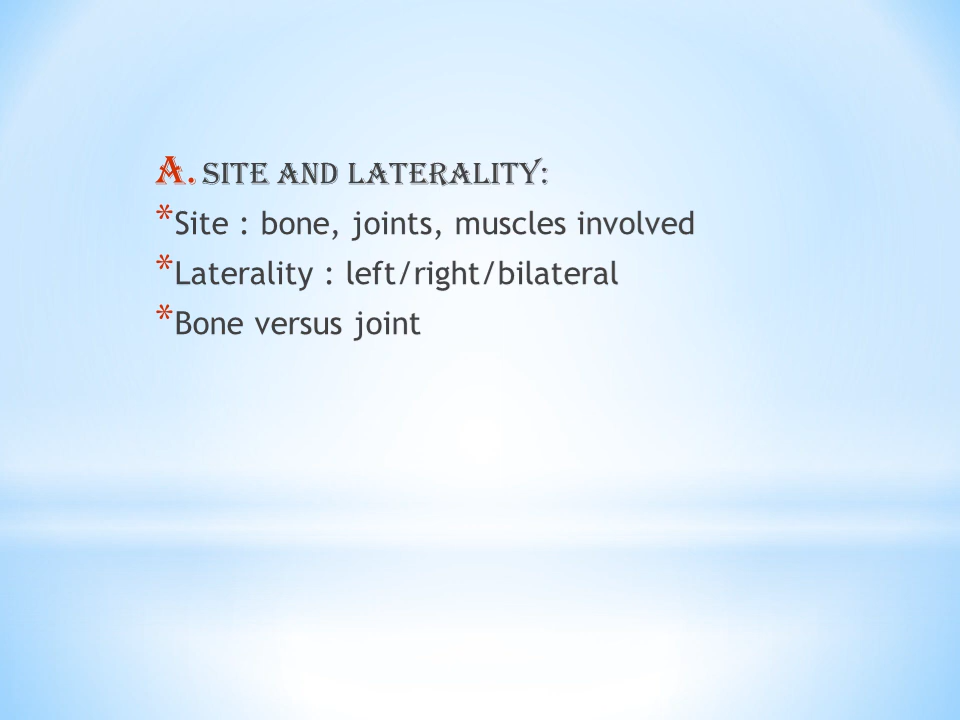 A. SITE AND LATERALITY:
*Site : bone, joints, muscles involved
*Laterality : left/right/bilateral
*Bone versus joint